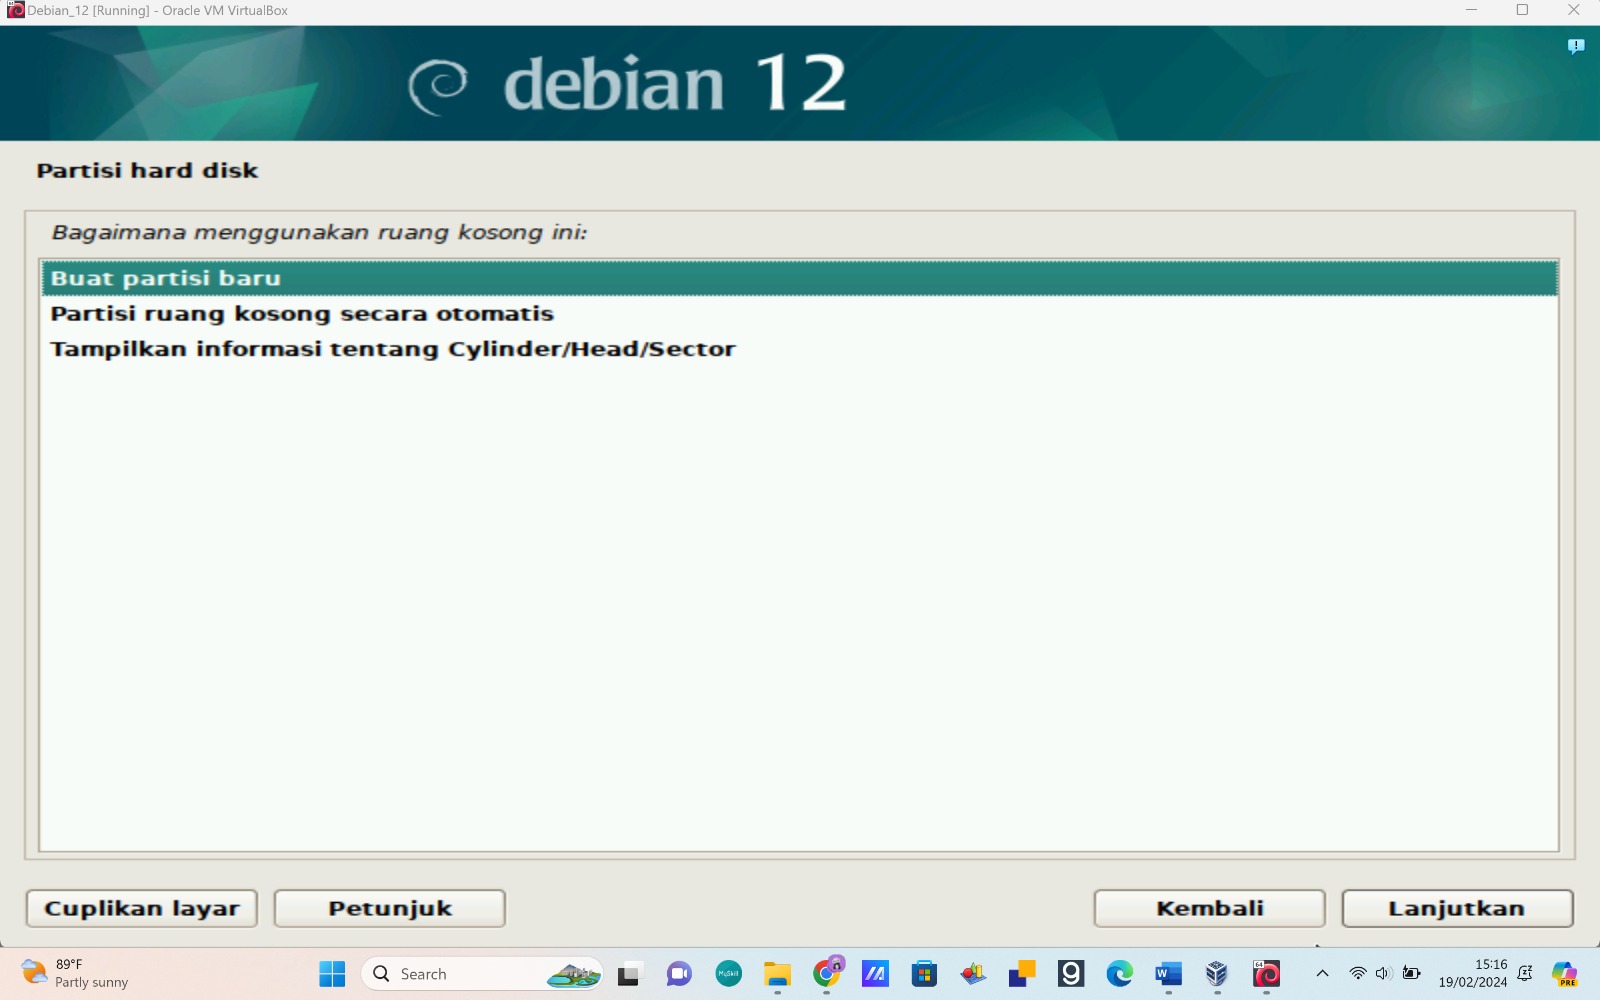 Debian_12 [Running] - Oracle VM VirtualBox
debian 12
Partisi hard disk
Bagaimana menggunakan ruang kosong ini:
Buat partisi baru
Partisi ruang kosong secara otomatis
Tampilkan informasi tentang Cylinder/Head/Sector
Cuplikan layar
Petunjuk
Kembali
Lanjutkan
89°F
Partly sunny
Search
MySkill
15:16
19/02/2024
PRE